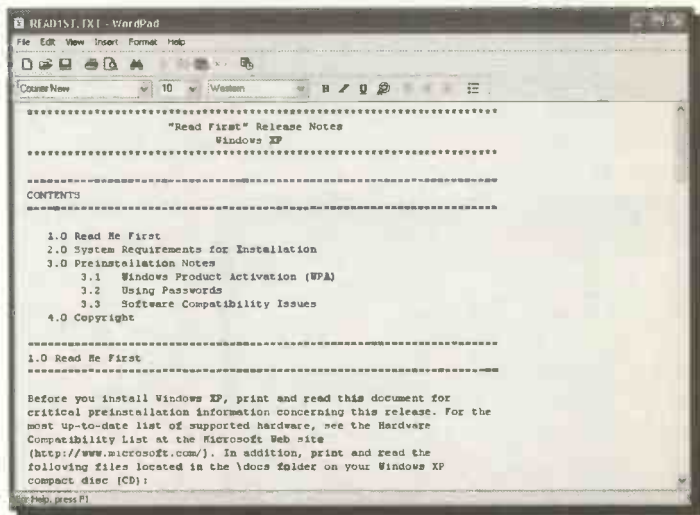 READ1ST.TXT - WordPad
File Edit View Insert Format Help
Courier New 10 Western B / U
********************************************************************
"Read First" Release Notes
Windows XP
********************************************************************
====================================================================
CONTENTS
====================================================================
1.0 Read Me First
2.0 System Requirements for Installation
3.0 Preinstallation Notes
3.1 Windows Product Activation (WPA)
3.2 Using Passwords
3.3 Software Compatibility Issues
4.0 Copyright
====================================================================
1.0 Read Me First
====================================================================
Before you install Windows XP, print and read this document for
critical preinstallation information concerning this release. For the
most up-to-date list of supported hardware, see the Hardware
Compatibility List at the Microsoft Web site
(http://www.microsoft.com/). In addition, print and read the
following files located in the \docs folder on your Windows XP
compact disc (CD):
For Help, press F1